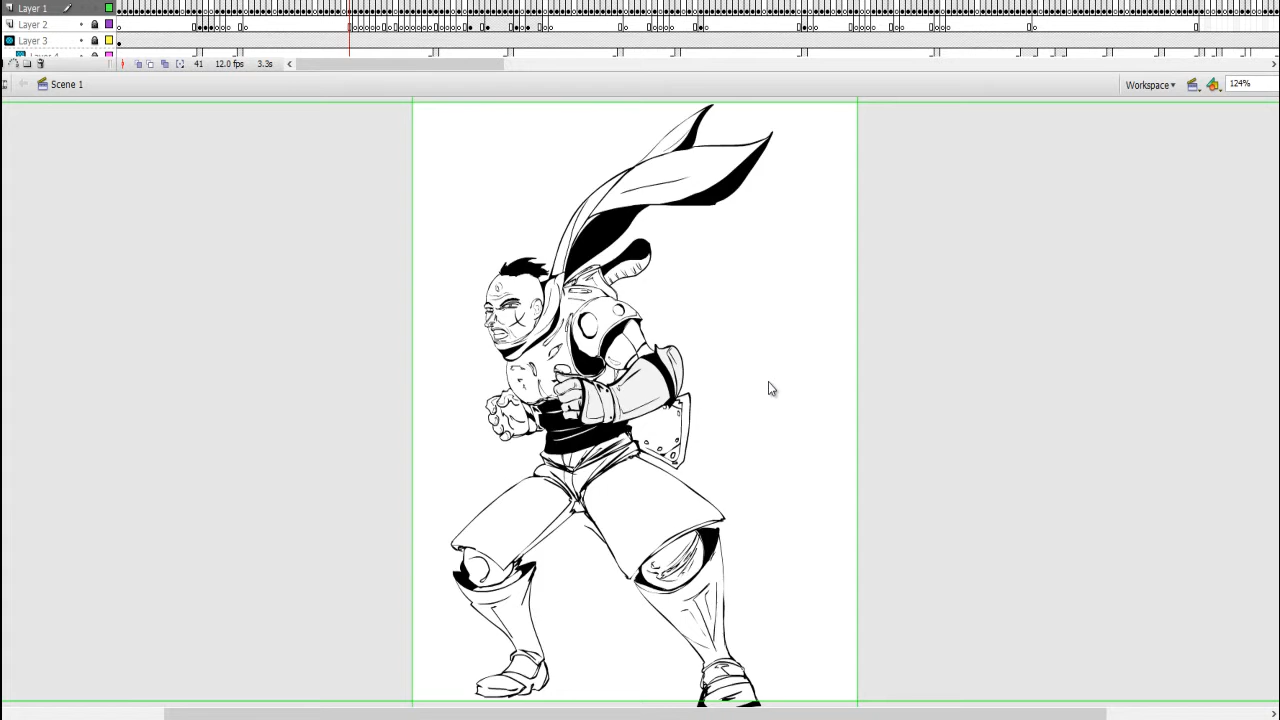 Layer 1
Layer 2
Layer 3
41 12.0 fps 3.3s
Scene 1 Workspace 124%